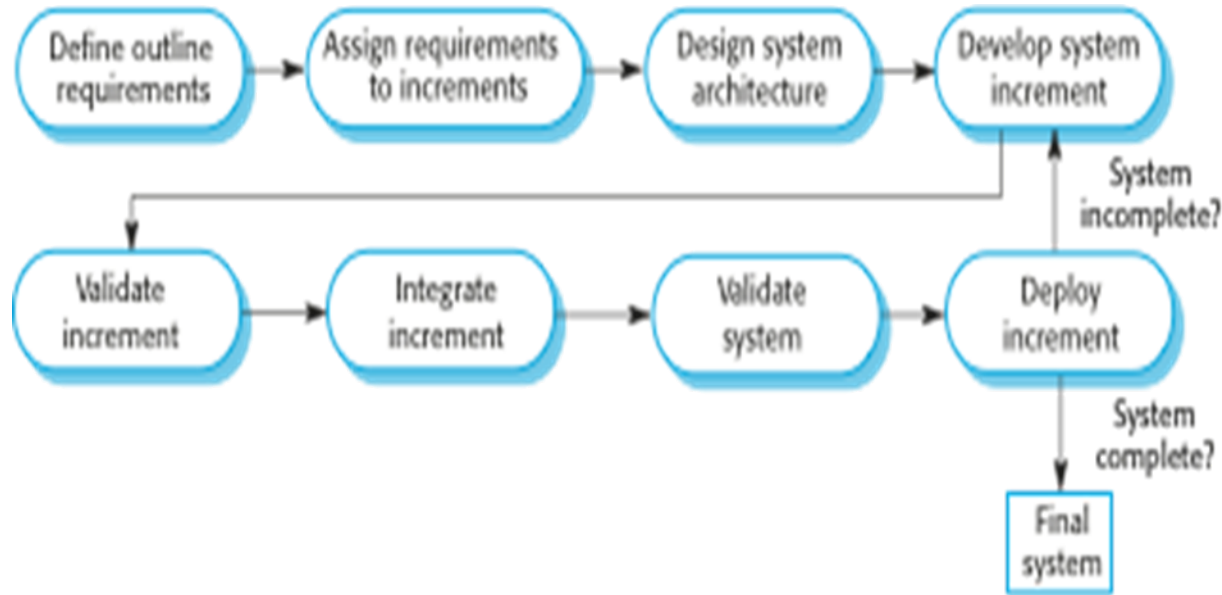 Define outline
requirements
Assign requirements
to increments
Design system
architecture
Develop system
increment
System
incomplete?
Validate
increment
Integrate
increment
Validate
system
Deploy
increment
System
complete?
Final
system